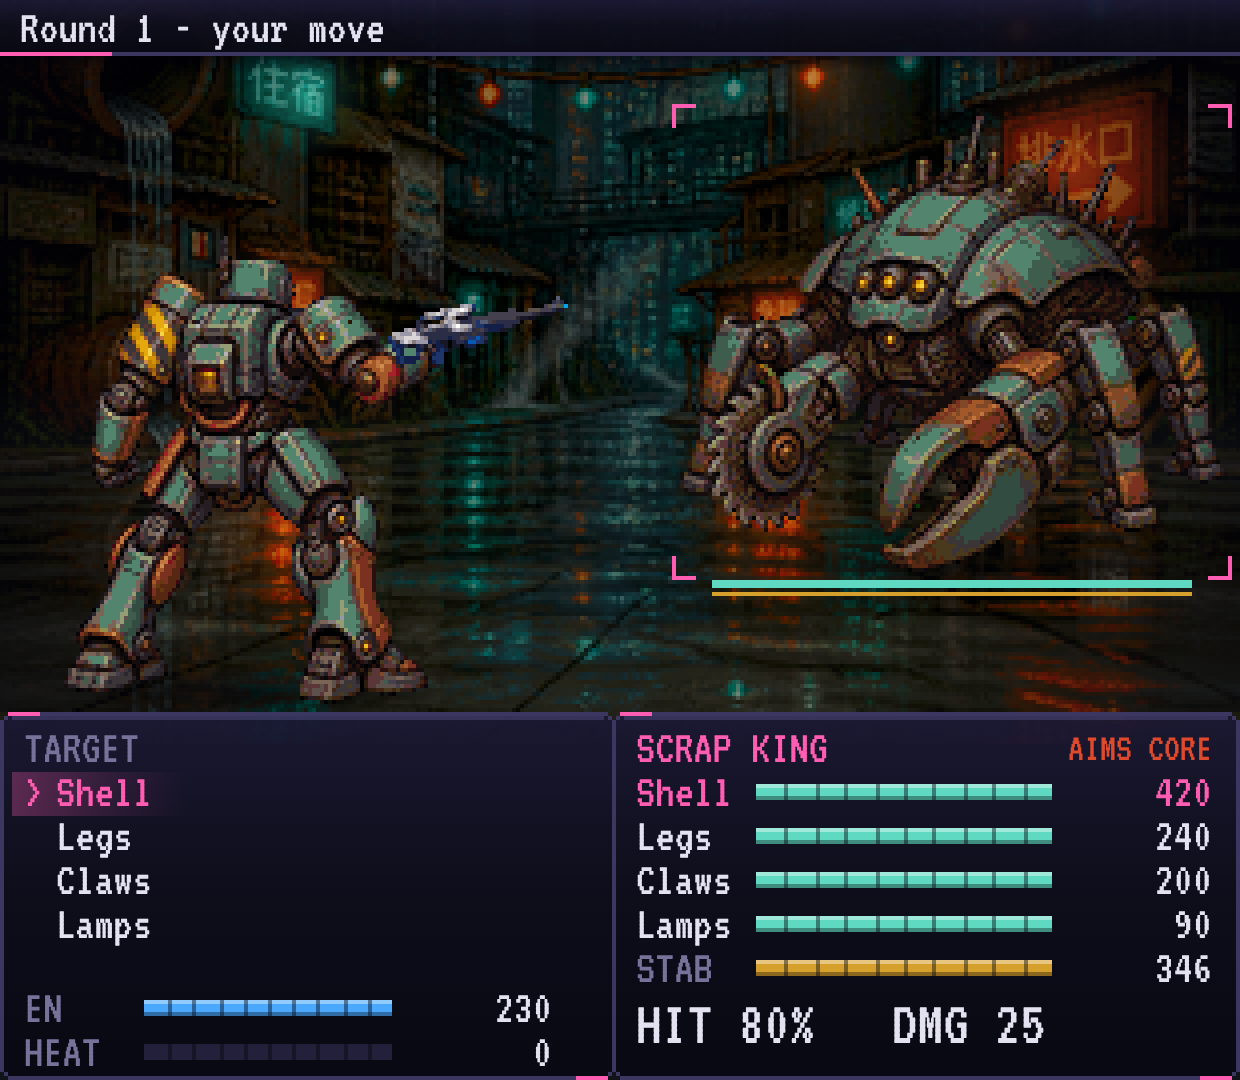 Round 1 - your move
住宿
排水口
TARGET
> Shell
Legs
Claws
Lamps
EN 230
HEAT 0
SCRAP KING AIMS CORE
Shell 420
Legs 240
Claws 200
Lamps 90
STAB 346
HIT 80% DMG 25